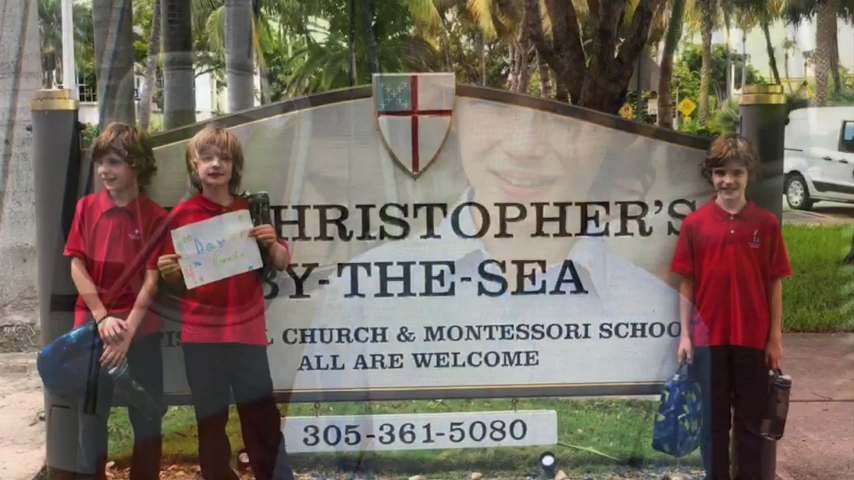 CHRISTOPHER'S
BY-THE-SEA
CHURCH & MONTESSORI SCHOOL
ALL ARE WELCOME
305-361-5080